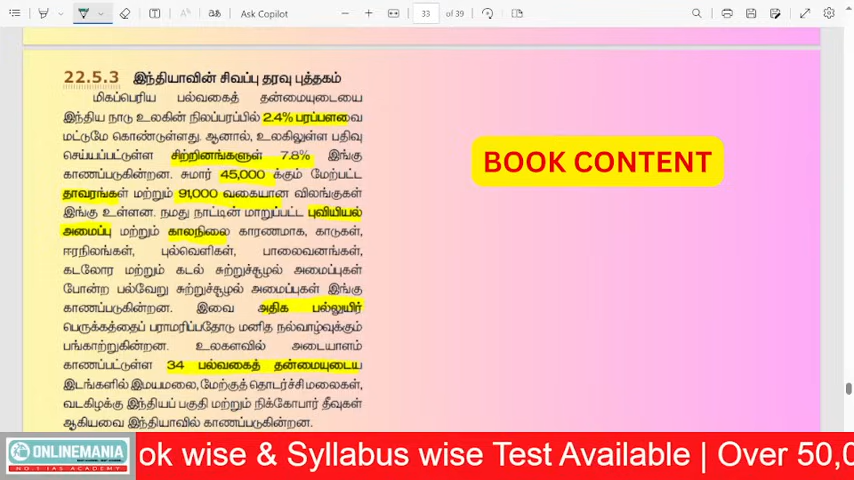 Ask Copilot
33 of 39
22.5.3 இந்தியாவின் சிவப்பு தரவு புத்தகம்
மிகப்பெரிய பல்வகைத் தன்மையுடையை
இந்திய நாடு உலகின் நிலப்பரப்பில் 2.4% பரப்பளவை
மட்டுமே கொண்டுள்ளது. ஆனால், உலகிலுள்ள பதிவு
செய்யப்பட்டுள்ள சிற்றினங்களுள் 7.8% இங்கு
காணப்படுகின்றன. சுமார் 45,000 க்கும் மேற்பட்ட
தாவரங்கள் மற்றும் 91,000 வகையான விலங்குகள்
இங்கு உள்ளன. நமது நாட்டின் மாறுபட்ட புவியியல்
அமைப்பு மற்றும் காலநிலை காரணமாக, காடுகள்,
ஈரநிலங்கள், புல்வெளிகள், பாலைவனங்கள்,
கடலோர மற்றும் கடல் சுற்றுச்சூழல் அமைப்புகள்
போன்ற பல்வேறு சுற்றுச்சூழல் அமைப்புகள் இங்கு
காணப்படுகின்றன. இவை அதிக பல்லுயிர்
பெருக்கத்தைப் பராமரிப்பதோடு மனித நல்வாழ்வுக்கும்
பங்காற்றுகின்றன. உலகளவில் அடையாளம்
காணப்பட்டுள்ள 34 பல்வகைத் தன்மையுடைய
இடங்களில் இமயமலை, மேற்குத் தொடர்ச்சி மலைகள்,
வடகிழக்கு இந்தியப் பகுதி மற்றும் நிக்கோபார் தீவுகள்
ஆகியவை இந்தியாவில் காணப்படுகின்றன.
BOOK CONTENT
ONLINEMANIA
NO.1 IAS ACADEMY
ok wise & Syllabus wise Test Available | Over 50,0